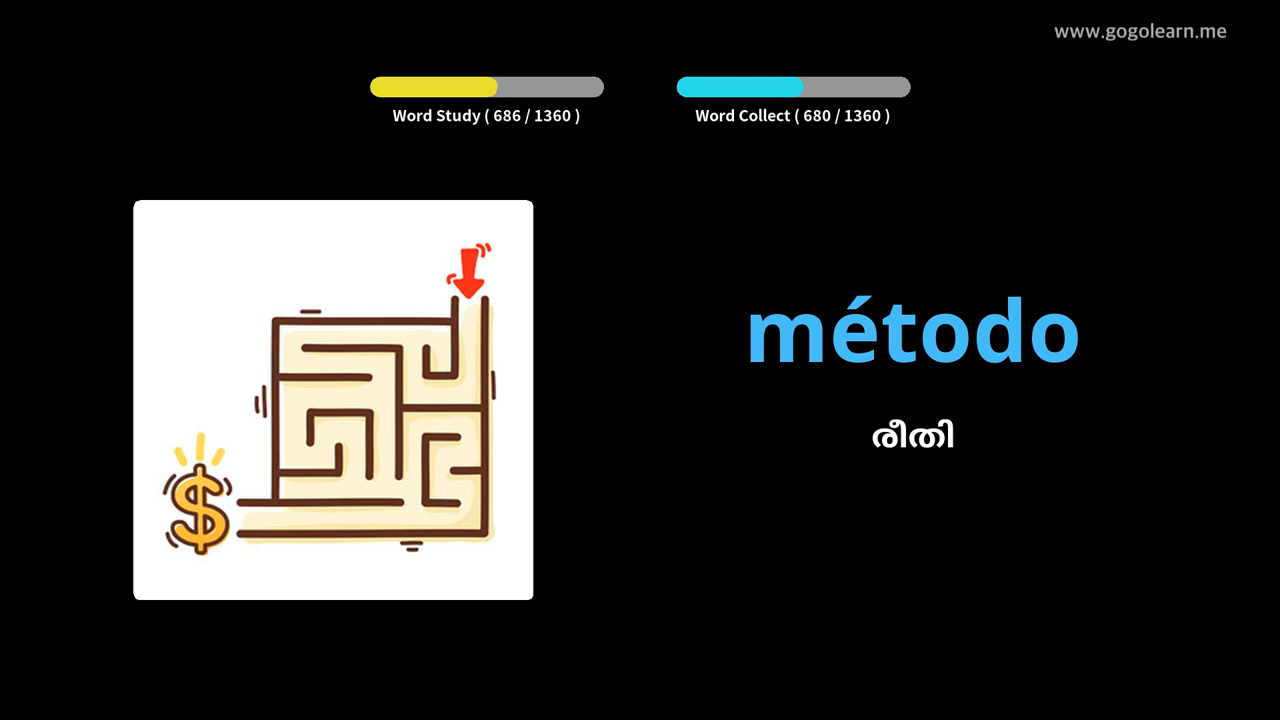 www.gogolearn.me
Word Study ( 686 / 1360 )
Word Collect ( 680 / 1360 )
método
രീതി
$